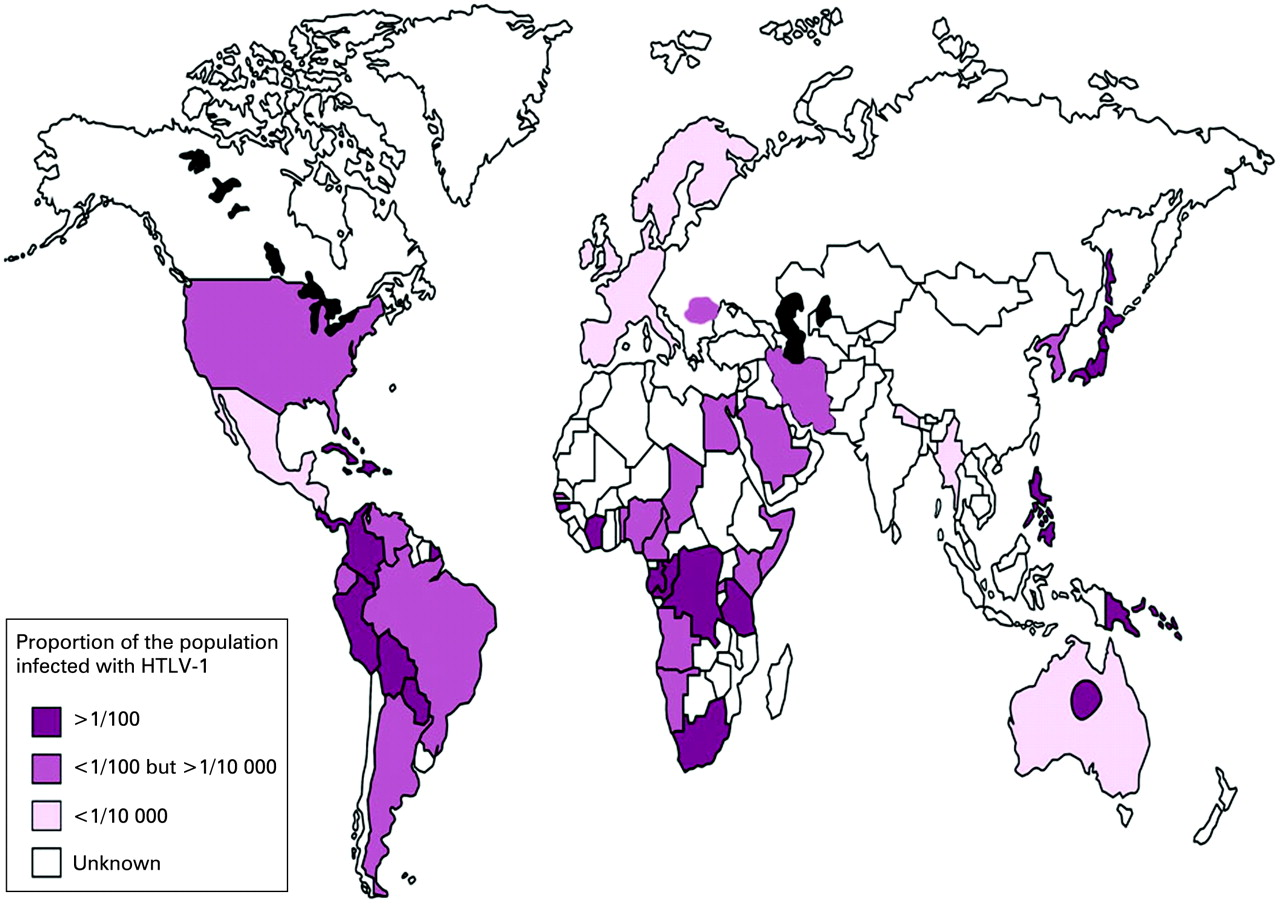 Proportion of the population
infected with HTLV-1
>1/100
<1/100 but >1/10 000
<1/10 000
Unknown